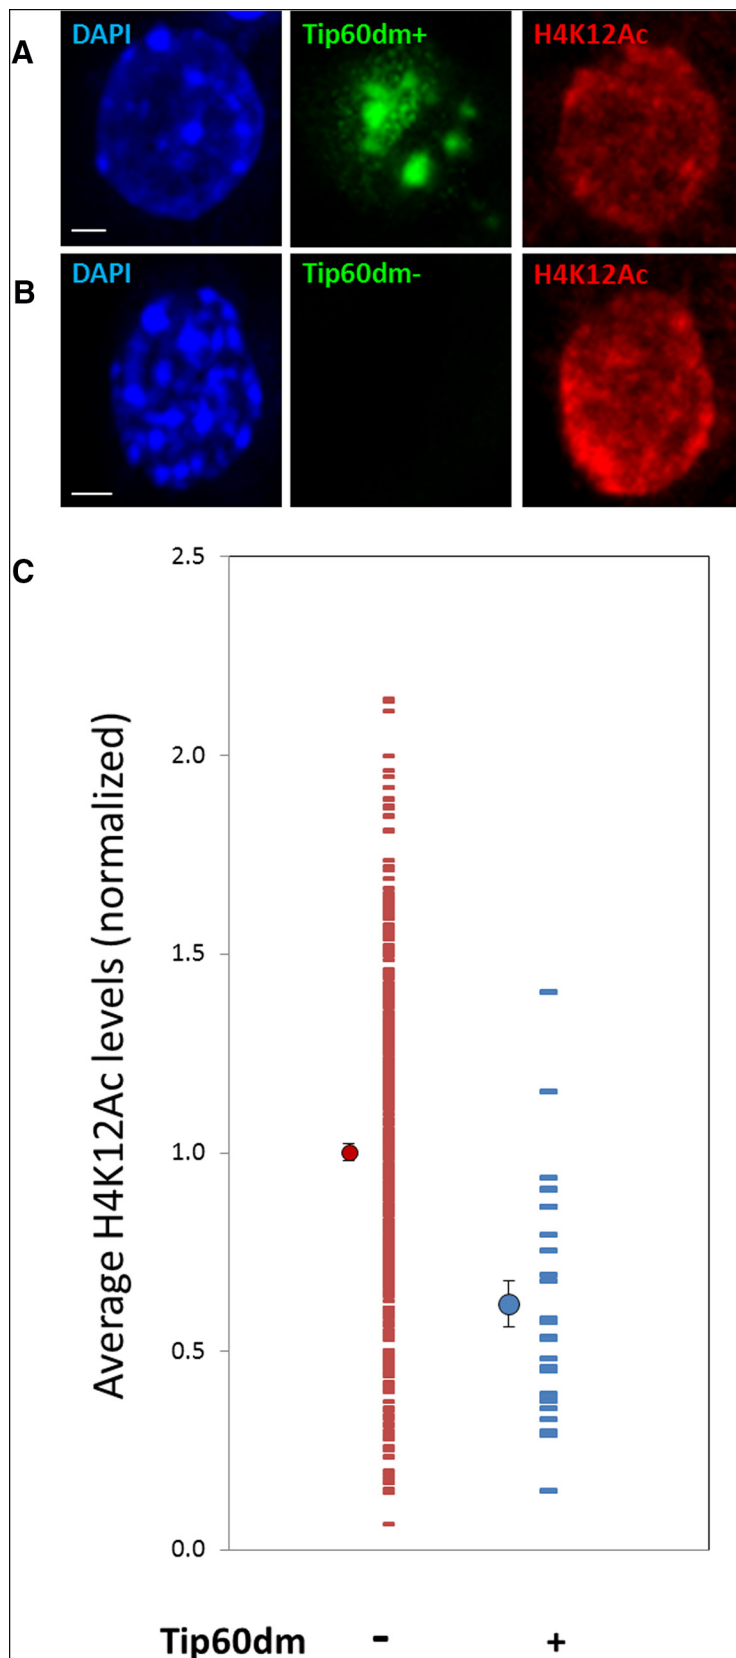 A
DAPI
Tip60dm+
H4K12Ac
B
DAPI
Tip60dm-
H4K12Ac
C
Average H4K12Ac levels (normalized)
2.5
2.0
1.5
1.0
0.5
0.0
Tip60dm - +